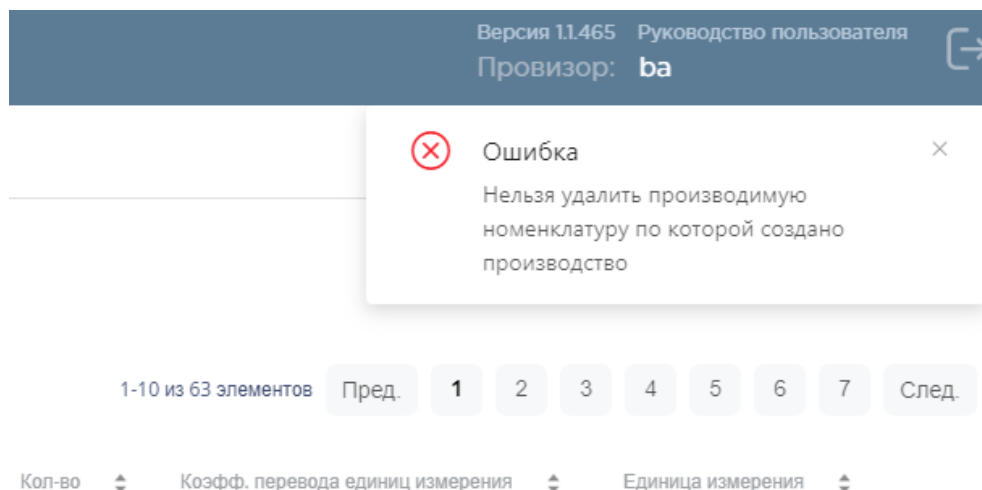 Версия 1.1.465 Руководство пользователя
Провизор: ba
Ошибка
Нельзя удалить производимую
номенклатуру по которой создано
производство
1-10 из 63 элементов Пред. 1 2 3 4 5 6 7 След.
Кол-во Коэфф. перевода единиц измерения Единица измерения